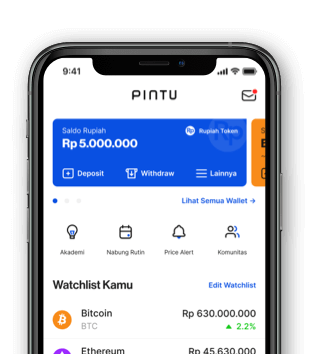 9:41
PINTU
Saldo Rupiah
Rp Rupiah Token
Rp 5.000.000
Deposit
Withdraw
Lainnya
Lihat Semua Wallet →
Akademi
Nabung Rutin
Price Alert
Komunitas
Watchlist Kamu
Edit Watchlist
Bitcoin
Rp 630.000.000
BTC
▲ 2.2%
Ethereum
Rp 45.630.000